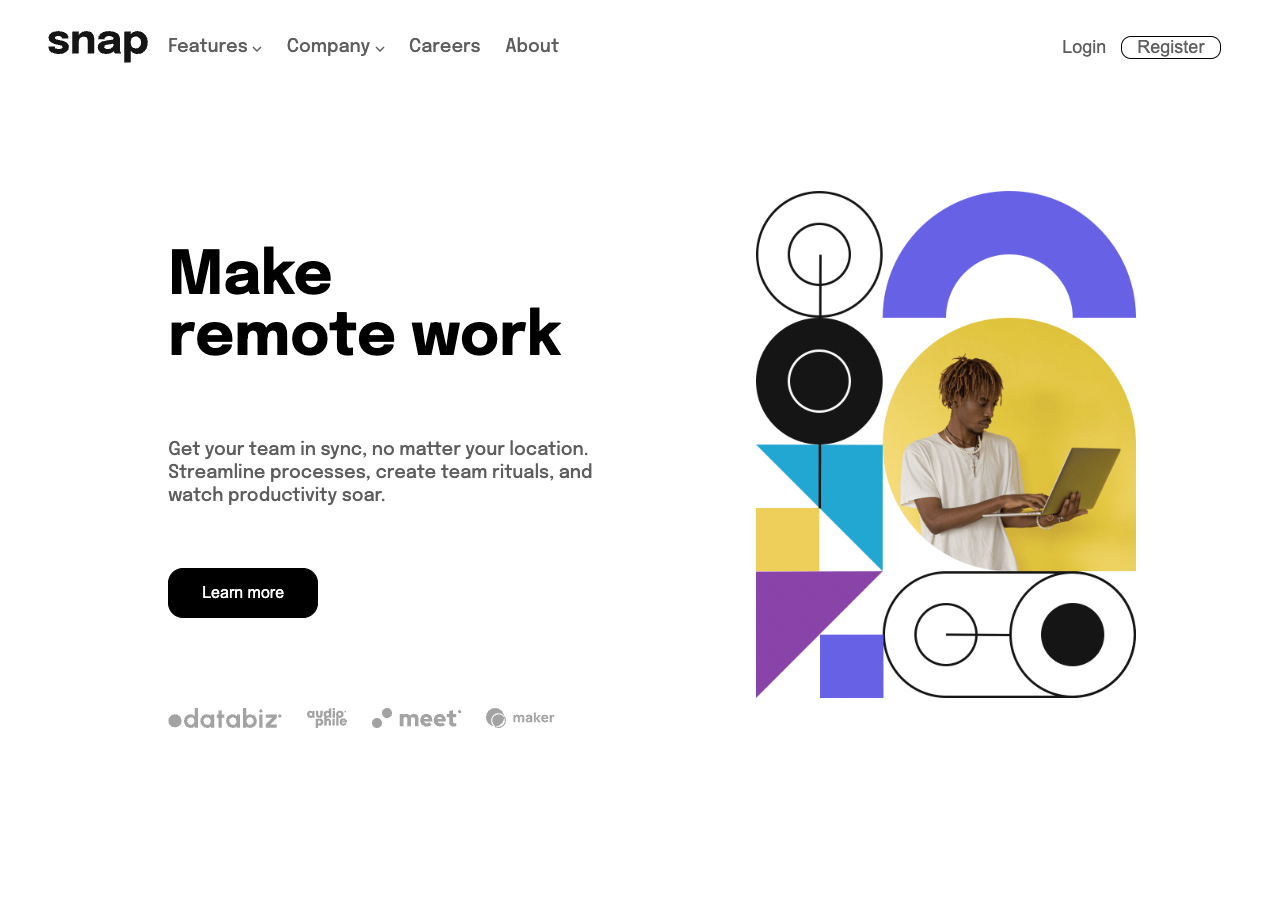 snap Features Company Careers About Login Register
Make
remote work
Get your team in sync, no matter your location.
Streamline processes, create team rituals, and
watch productivity soar.
Learn more
databiz audiophile meet maker